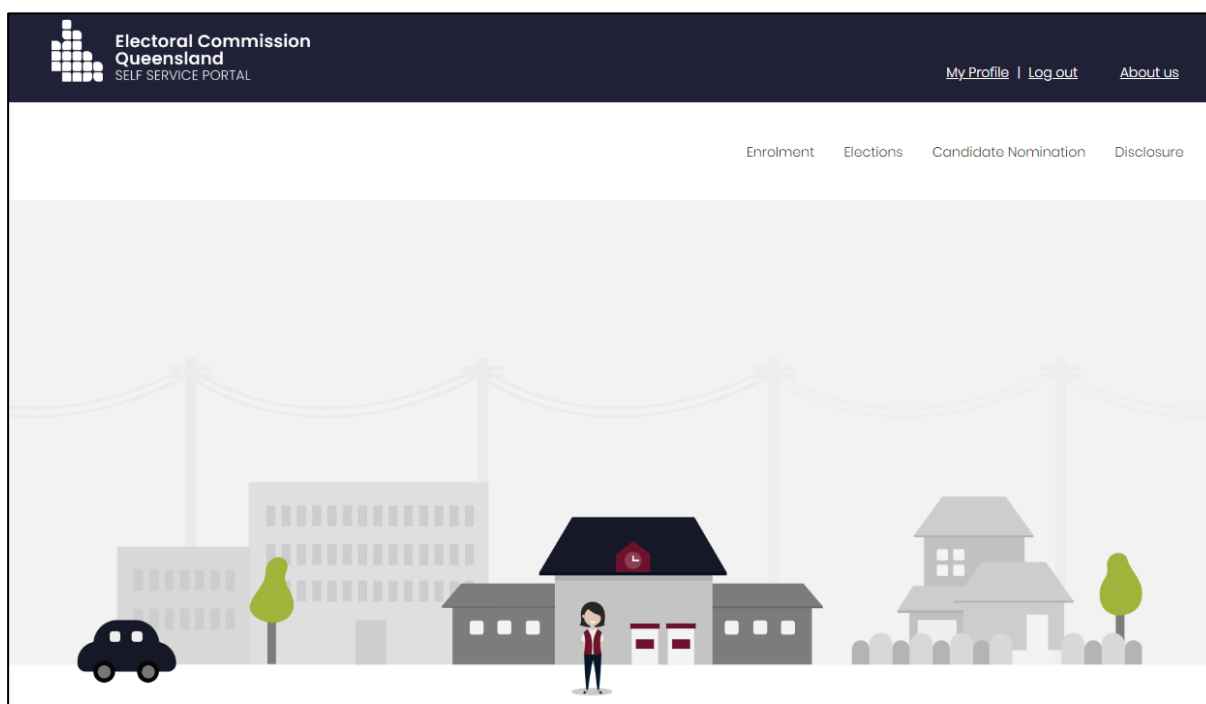 Electoral Commission
Queensland
SELF SERVICE PORTAL
My Profile | Log out About us
Enrolment Elections Candidate Nomination Disclosure